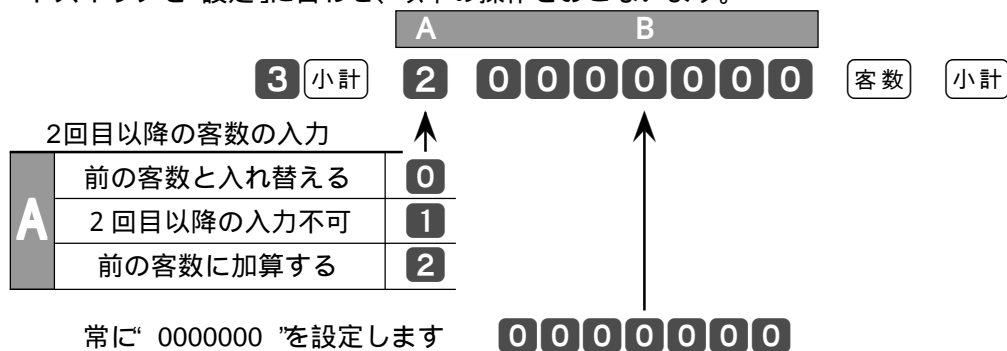 A B
3 小計 2 0 0 0 0 0 0 0 客数 小計
2回目以降の客数の入力
A
前の客数と入れ替える 0
2 回目以降の入力不可 1
前の客数に加算する 2
常に“ 0000000 ”を設定します 0 0 0 0 0 0 0